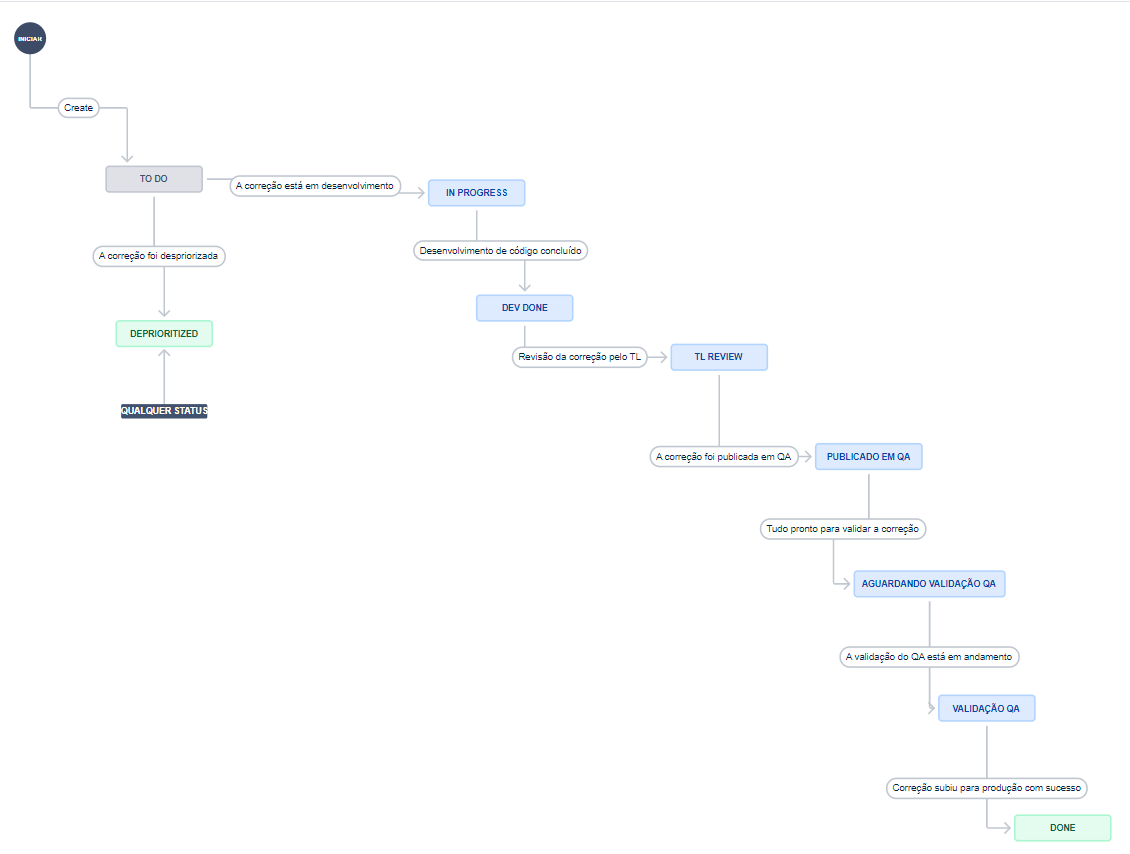 INICIAR
Create
TO DO
A correção está em desenvolvimento
IN PROGRESS
A correção foi despriorizada
Desenvolvimento de código concluído
DEPRIORITIZED
DEV DONE
QUALQUER STATUS
Revisão da correção pelo TL
TL REVIEW
A correção foi publicada em QA
PUBLICADO EM QA
Tudo pronto para validar a correção
AGUARDANDO VALIDAÇÃO QA
A validação do QA está em andamento
VALIDAÇÃO QA
Correção subiu para produção com sucesso
DONE